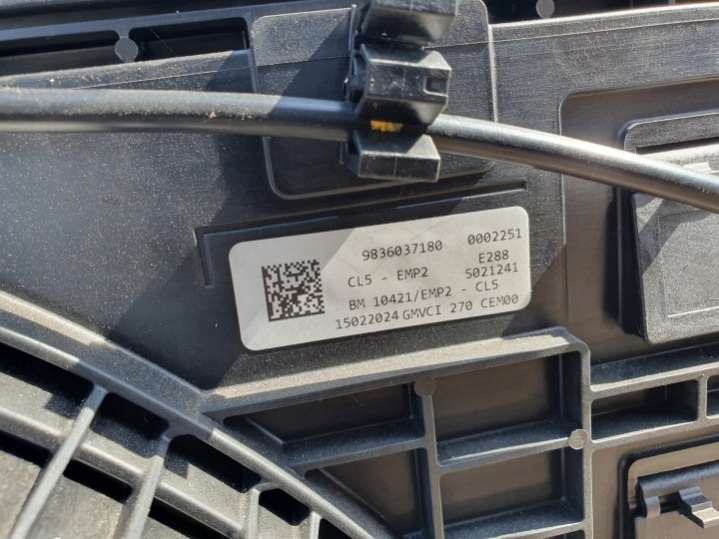 9836037180 0002251
CL5 - EMP2 E288
5021241
BM 10421/EMP2 - CL5
15022024 GMVCI 270 CEM00